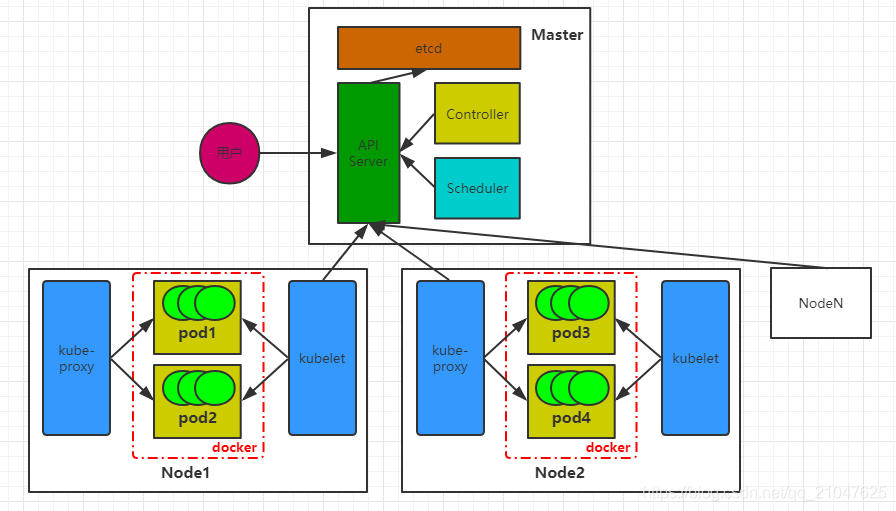 Master
etcd
API
Server
Controller
Scheduler
用户
kube-
proxy
pod1
pod2
docker
kubelet
Node1
kube-
proxy
pod3
pod4
docker
kubelet
Node2
NodeN
https://blog.csdn.net/qq_21047625